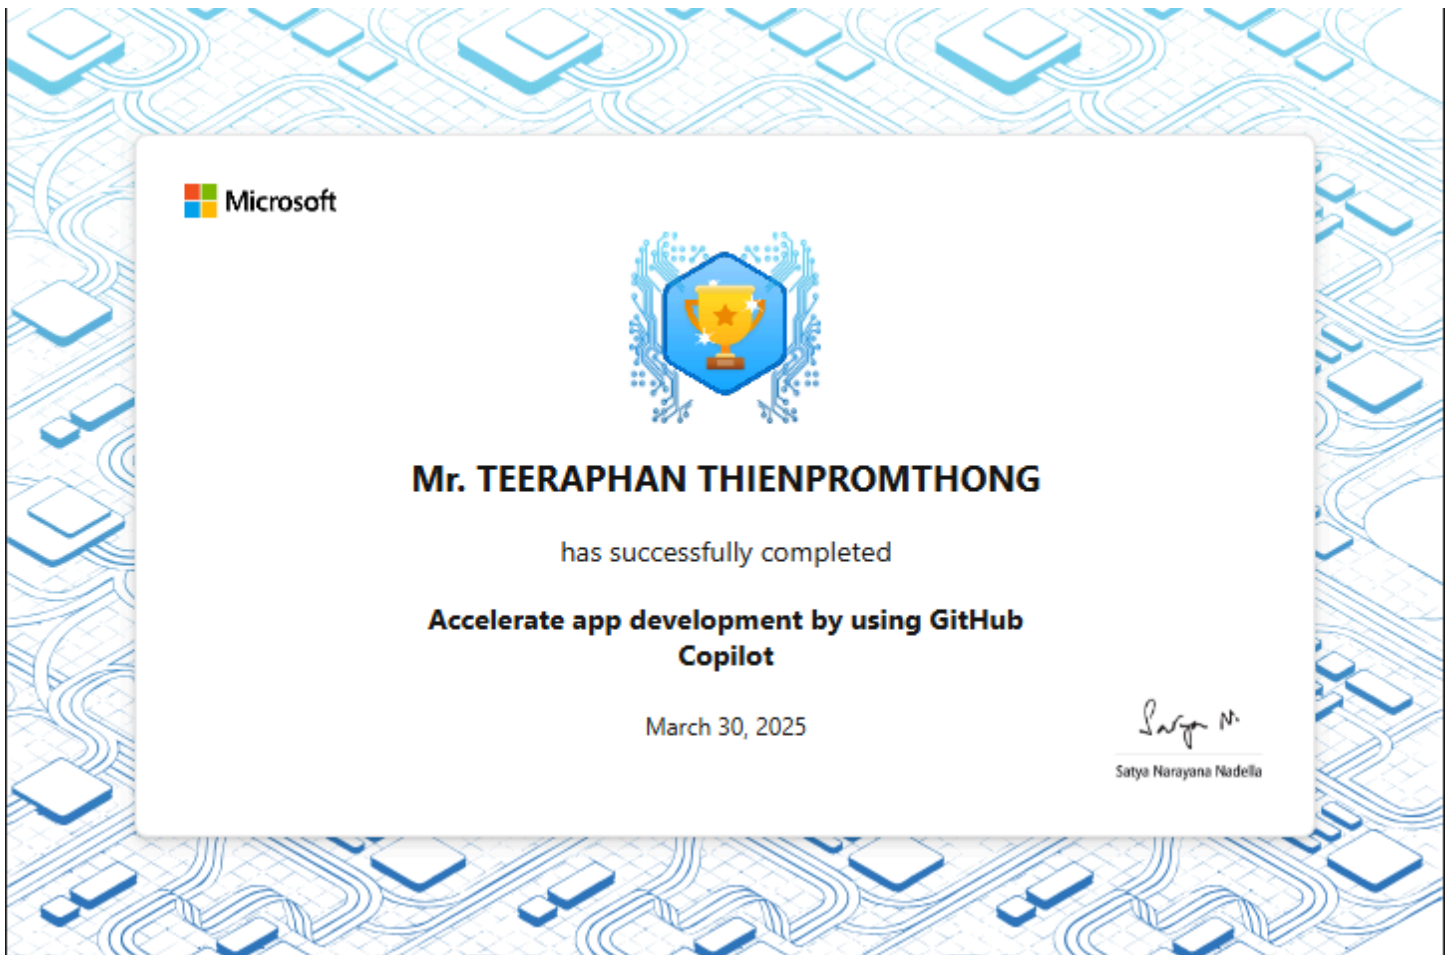 Microsoft
Mr. TEERAPHAN THIENPROMTHONG
has successfully completed
Accelerate app development by using GitHub
Copilot
March 30, 2025
Satya N.
Satya Narayana Nadella